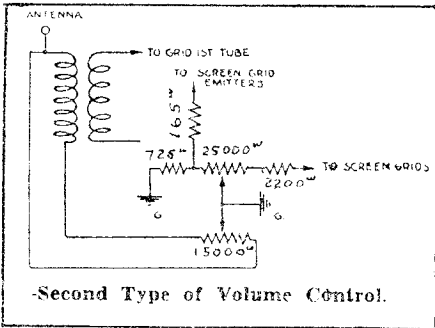 ANTENNA
TO GRID 1ST TUBE
TO SCREEN GRID
EMITTERS
165ω
725ω
25000ω
2200ω
TO SCREEN GRIDS
G.
G.
15000ω
-Second Type of Volume Control.